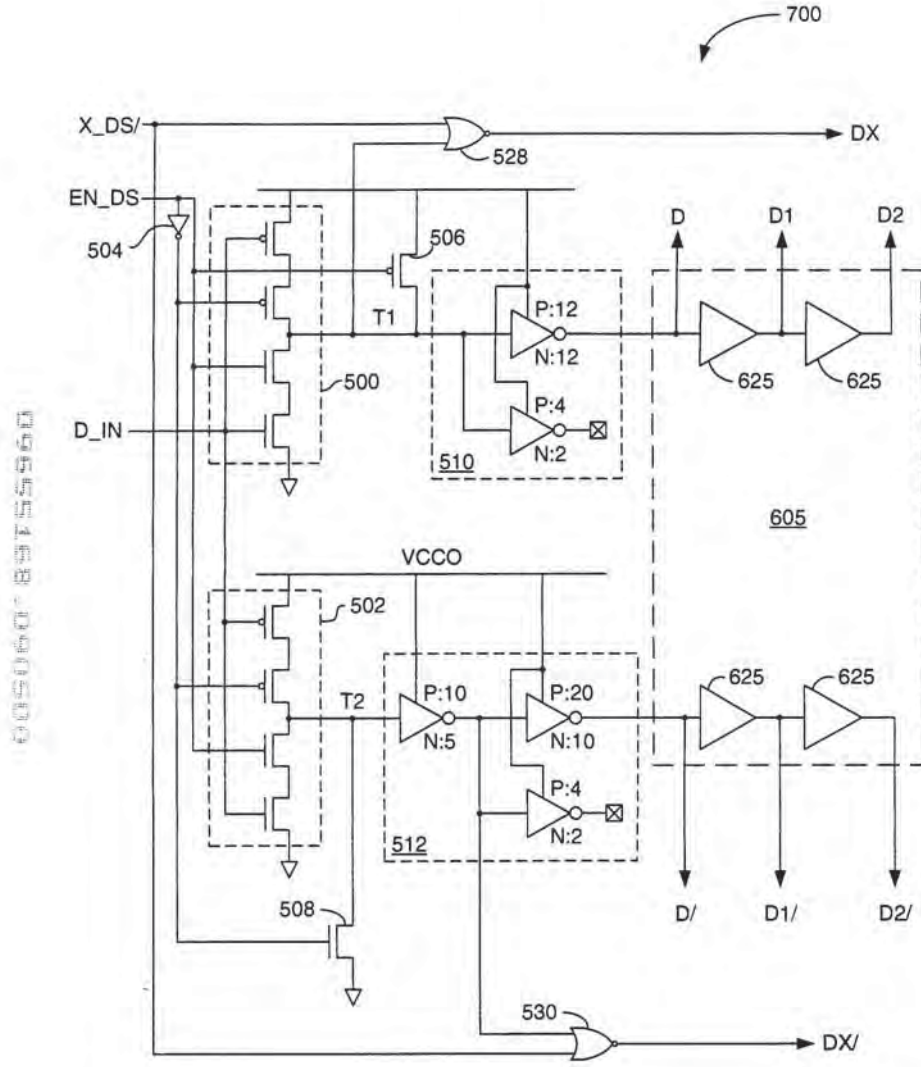 700
X_DS/
DX
528
EN_DS
504
506
D
D1
D2
T1
P:12
N:12
500
625
625
D_IN
P:4
N:2
510
605
VCCO
502
625
625
T2
P:10
P:20
N:5
N:10
P:4
N:2
512
508
D/
D1/
D2/
530
DX/